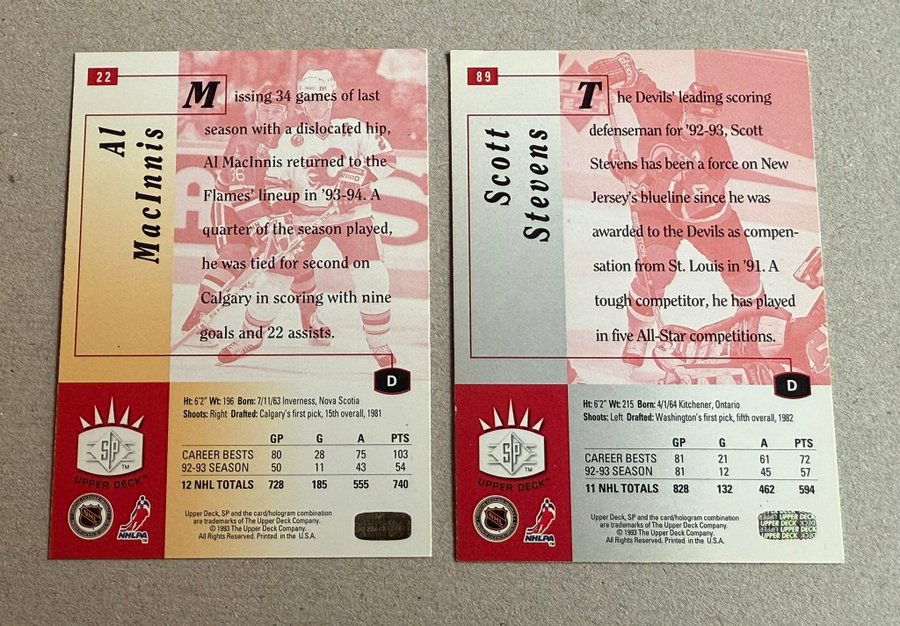 22
Al
MacInnis
Missing 34 games of last
season with a dislocated hip,
Al MacInnis returned to the
Flames' lineup in '93-94. A
quarter of the season played,
he was tied for second on
Calgary in scoring with nine
goals and 22 assists.
D
Ht: 6'2" Wt: 196 Born: 7/11/63 Inverness, Nova Scotia
Shoots: Right Drafted: Calgary's first pick, 15th overall, 1981
GP G A PTS
CAREER BESTS 80 28 75 103
92-93 SEASON 50 11 43 54
12 NHL TOTALS 728 185 555 740
SP
TM
UPPER DECK
NHL
NHLPA
Upper Deck, SP and the card/hologram combination
are trademarks of The Upper Deck Company.
© 1993 The Upper Deck Company.
All Rights Reserved. Printed in the U.S.A.
89
Scott
Stevens
The Devils' leading scoring
defenseman for '92-93, Scott
Stevens has been a force on New
Jersey's blueline since he was
awarded to the Devils as compen-
sation from St. Louis in '91. A
tough competitor, he has played
in five All-Star competitions.
D
Ht: 6'2" Wt: 215 Born: 4/1/64 Kitchener, Ontario
Shoots: Left Drafted: Washington's first pick, fifth overall, 1982
GP G A PTS
CAREER BESTS 81 21 61 72
92-93 SEASON 81 12 45 57
11 NHL TOTALS 828 132 462 594
SP
TM
UPPER DECK
NHL
NHLPA
Upper Deck, SP and the card/hologram combination
are trademarks of The Upper Deck Company.
© 1993 The Upper Deck Company.
All Rights Reserved. Printed in the U.S.A.
UPPER DECK
UPPER DECK
UPPER DECK